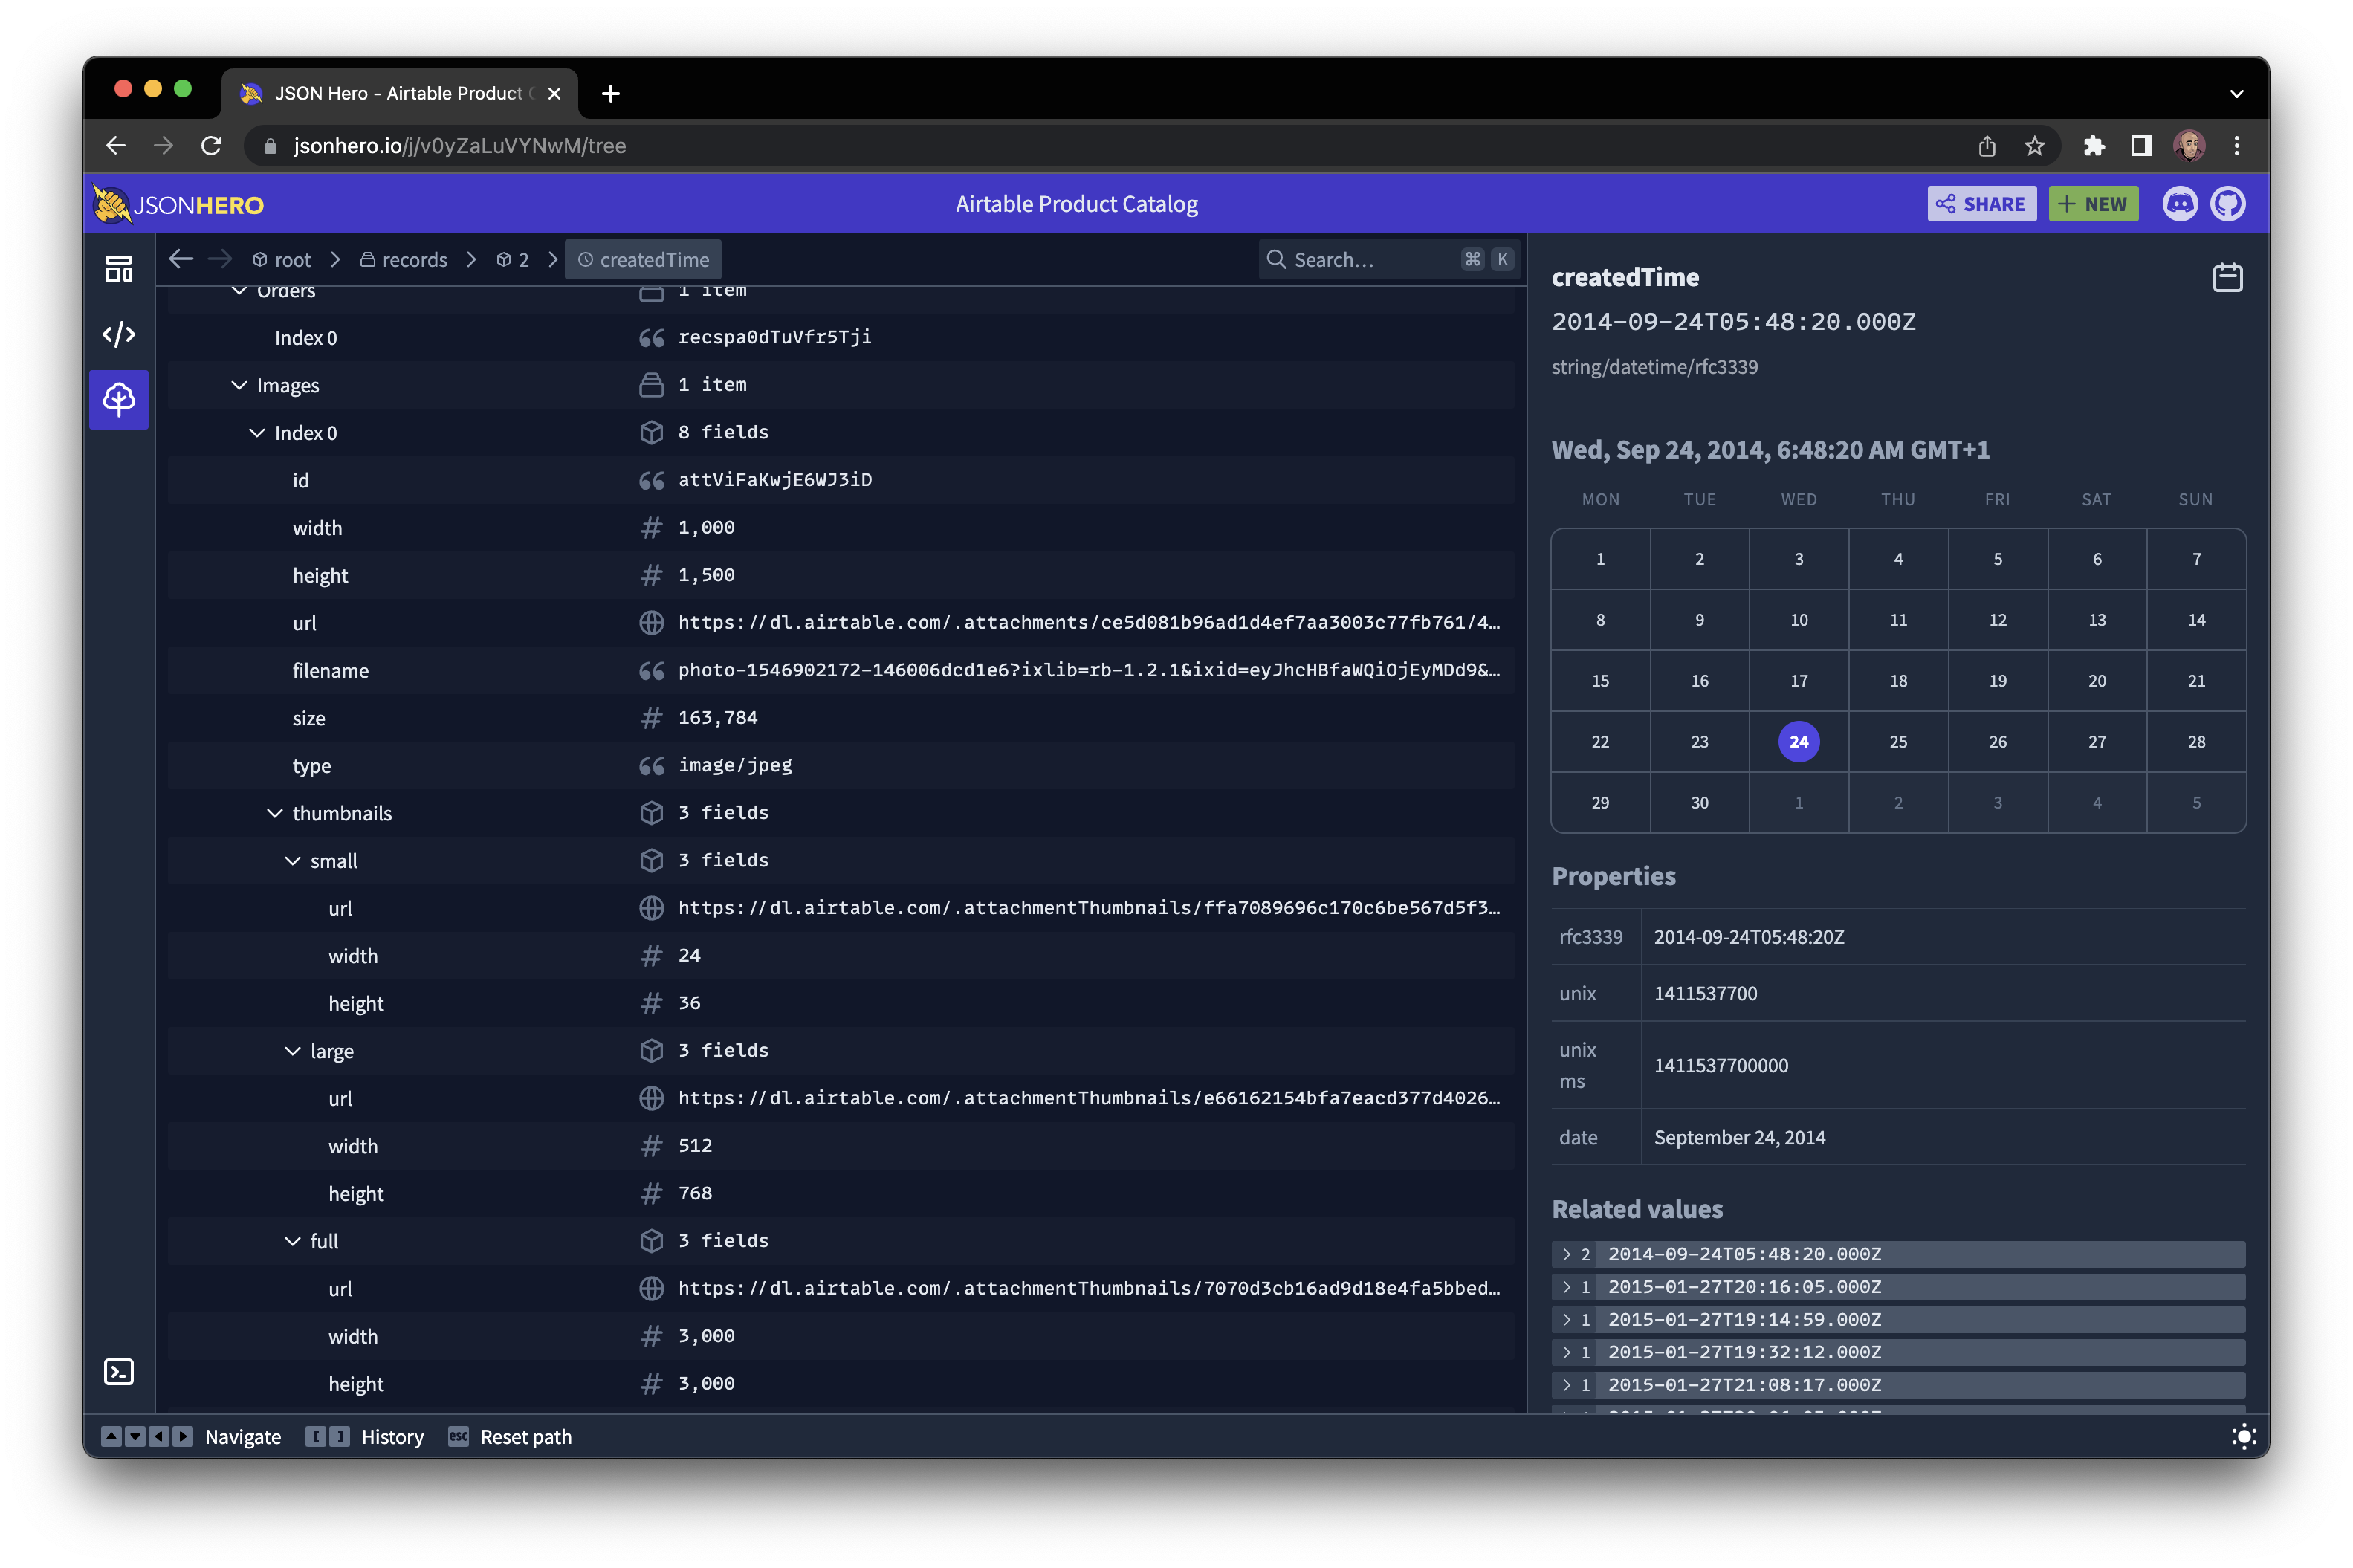 JSON Hero - Airtable Product
jsonhero.io/j/v0yZaLuVYNwM/tree
JSONHERO
Airtable Product Catalog
SHARE
NEW
root
records
2
createdTime
Search…
⌘ K
Orders
1 item
Index 0
recspa0dTuVfr5Tji
Images
1 item
Index 0
8 fields
id
attViFaKwjE6WJ3iD
width
1,000
height
1,500
url
https://dl.airtable.com/.attachments/ce5d081b96ad1d4ef7aa3003c77fb761/4…
filename
photo-1546902172-146006dcd1e6?ixlib=rb-1.2.1&ixid=eyJhcHBfaWQiOjEyMDd9&…
size
163,784
type
image/jpeg
thumbnails
3 fields
small
3 fields
url
https://dl.airtable.com/.attachmentThumbnails/ffa7089696c170c6be567d5f3…
width
24
height
36
large
3 fields
url
https://dl.airtable.com/.attachmentThumbnails/e66162154bfa7eacd377d4026…
width
512
height
768
full
3 fields
url
https://dl.airtable.com/.attachmentThumbnails/7070d3cb16ad9d18e4fa5bbed…
width
3,000
height
3,000
createdTime
2014-09-24T05:48:20.000Z
string/datetime/rfc3339
Wed, Sep 24, 2014, 6:48:20 AM GMT+1
MON TUE WED THU FRI SAT SUN
1 2 3 4 5 6 7
8 9 10 11 12 13 14
15 16 17 18 19 20 21
22 23 24 25 26 27 28
29 30 1 2 3 4 5
Properties
rfc3339 2014-09-24T05:48:20Z
unix 1411537700
unix
ms
1411537700000
date September 24, 2014
Related values
2 2014-09-24T05:48:20.000Z
1 2015-01-27T20:16:05.000Z
1 2015-01-27T19:14:59.000Z
1 2015-01-27T19:32:12.000Z
1 2015-01-27T21:08:17.000Z
Navigate
[ ] History
esc Reset path